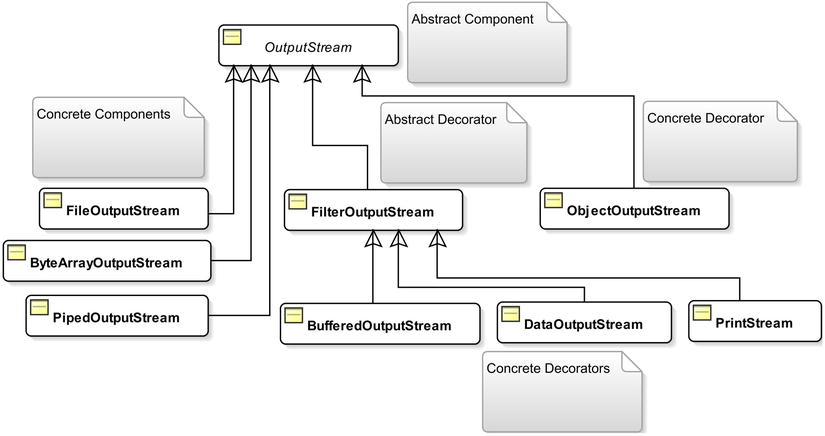 OutputStream
Abstract Component
Concrete Components
Abstract Decorator
Concrete Decorator
FileOutputStream
FilterOutputStream
ObjectOutputStream
ByteArrayOutputStream
PipedOutputStream
BufferedOutputStream
DataOutputStream
PrintStream
Concrete Decorators